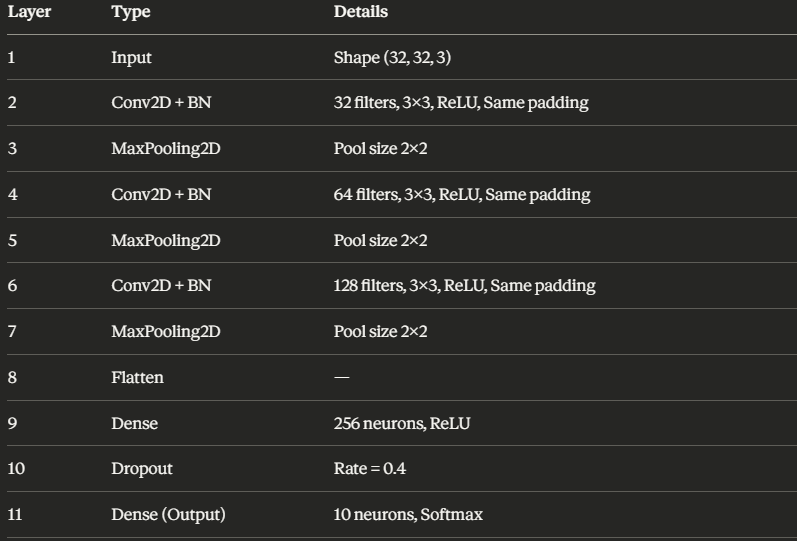 Layer Type Details
1 Input Shape (32, 32, 3)
2 Conv2D + BN 32 filters, 3×3, ReLU, Same padding
3 MaxPooling2D Pool size 2×2
4 Conv2D + BN 64 filters, 3×3, ReLU, Same padding
5 MaxPooling2D Pool size 2×2
6 Conv2D + BN 128 filters, 3×3, ReLU, Same padding
7 MaxPooling2D Pool size 2×2
8 Flatten —
9 Dense 256 neurons, ReLU
10 Dropout Rate = 0.4
11 Dense (Output) 10 neurons, Softmax